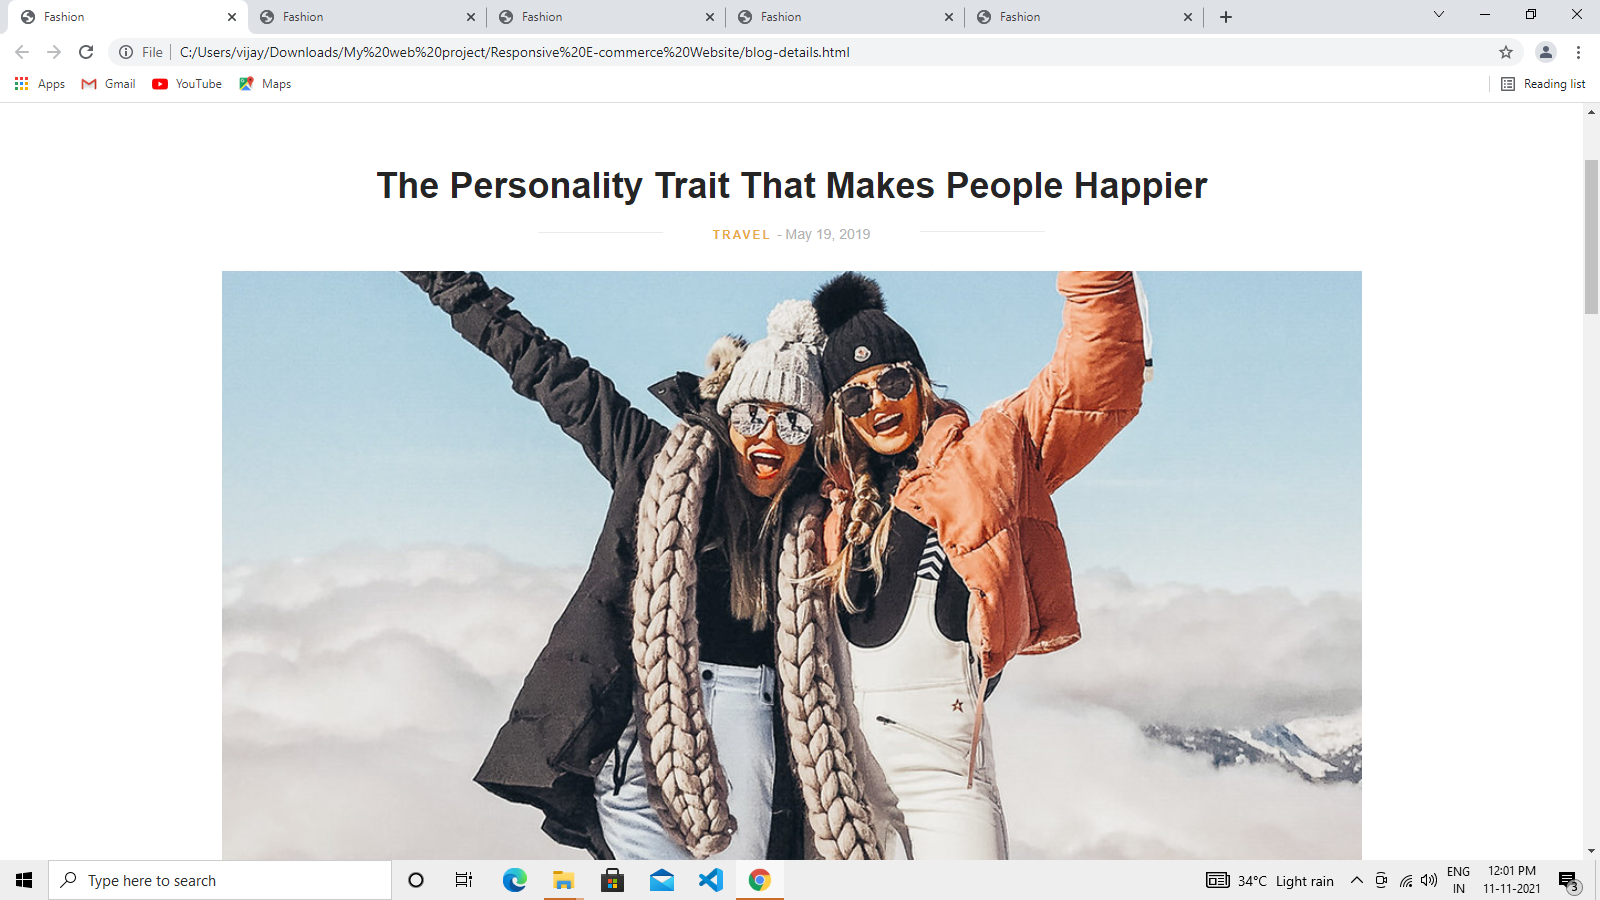 Fashion
Fashion
Fashion
Fashion
Fashion
File
C:/Users/vijay/Downloads/My%20web%20project/Responsive%20E-commerce%20Website/blog-details.html
Apps
Gmail
YouTube
Maps
Reading list
The Personality Trait That Makes People Happier
TRAVEL - May 19, 2019
Type here to search
34°C Light rain
ENG
IN
12:01 PM
11-11-2021
3